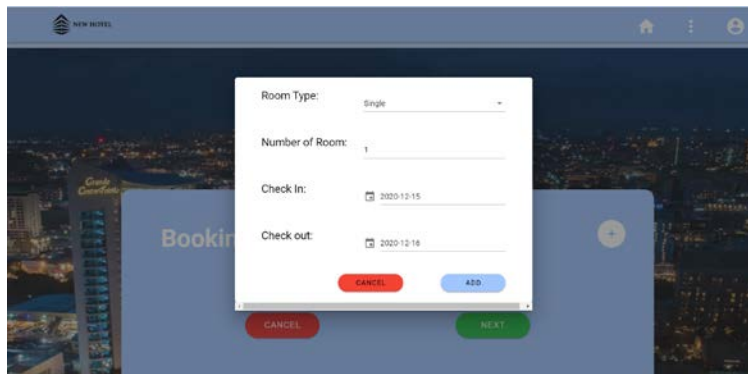 NEW HOTEL
Room Type:
Single
Number of Room:
1
Check In:
2020-12-15
Check out:
2020-12-16
CANCEL
ADD
Bookin
CANCEL
NEXT